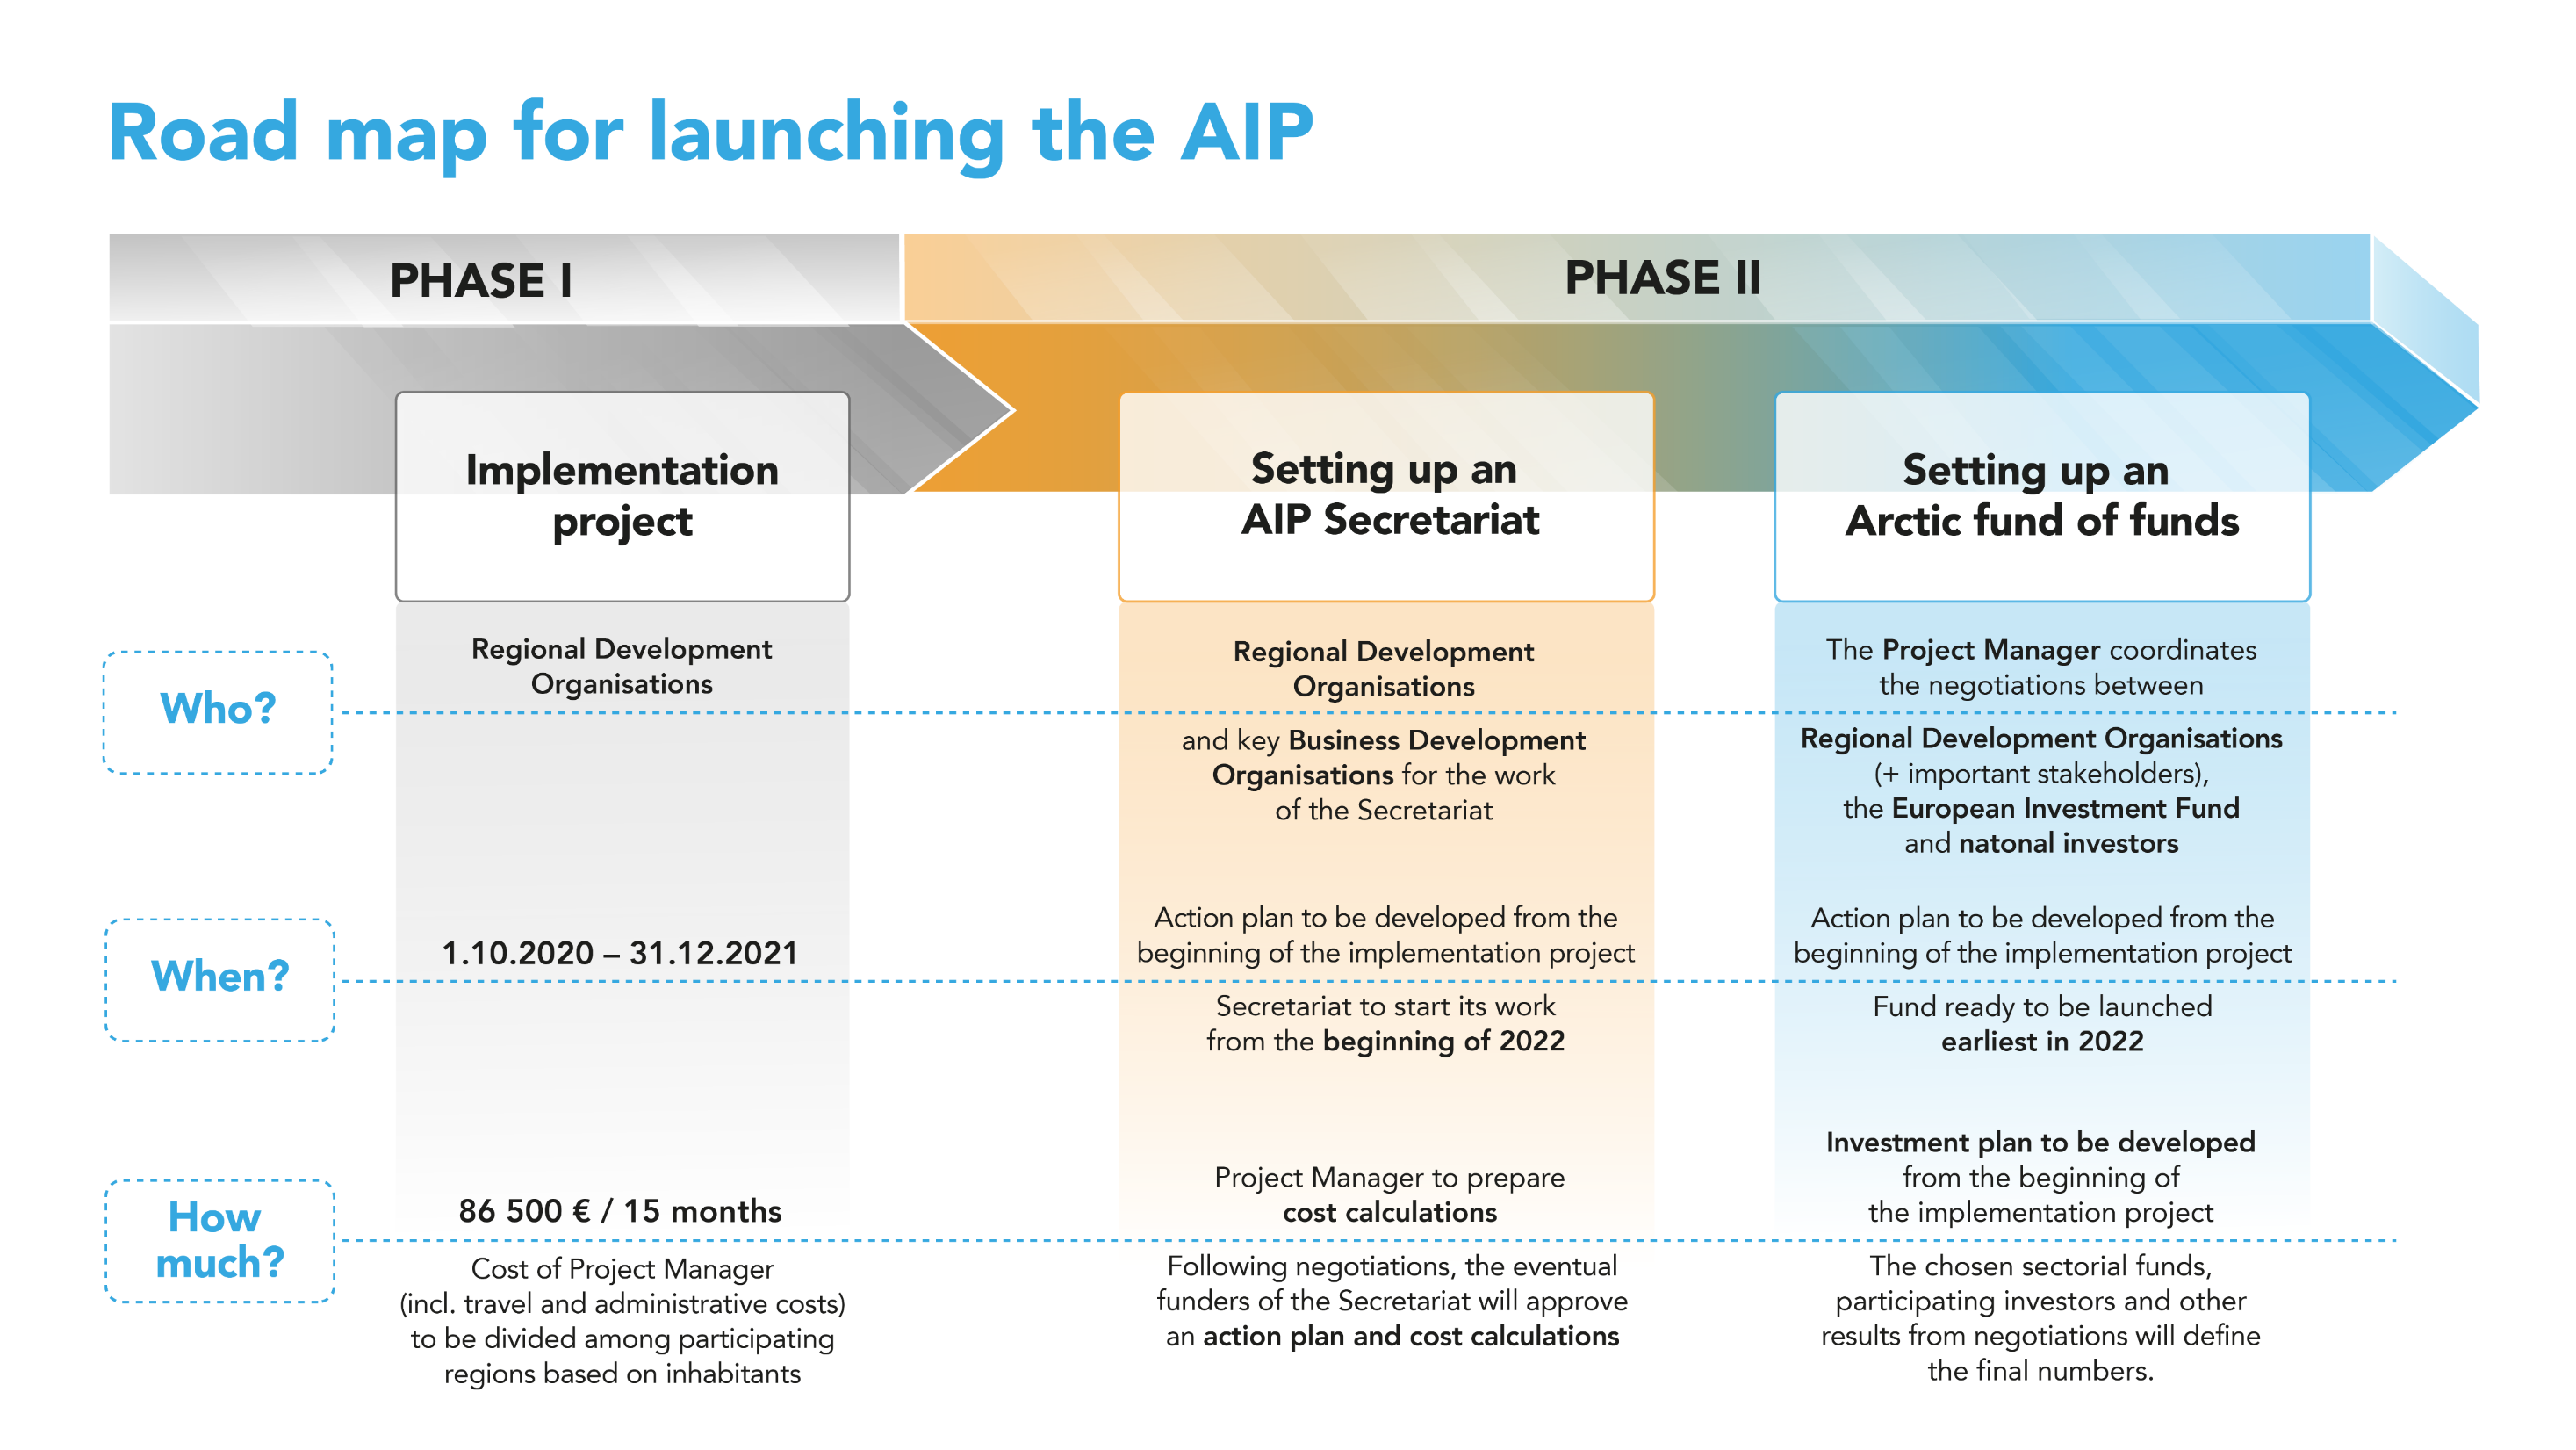 Road map for launching the AIP
PHASE I
PHASE II
Implementation
project
Setting up an
AIP Secretariat
Setting up an
Arctic fund of funds
Who?
Regional Development
Organisations
Regional Development
Organisations
and key Business Development
Organisations for the work
of the Secretariat
The Project Manager coordinates
the negotiations between
Regional Development Organisations
(+ important stakeholders),
the European Investment Fund
and natonal investors
When?
1.10.2020 – 31.12.2021
Action plan to be developed from the
beginning of the implementation project
Secretariat to start its work
from the beginning of 2022
Action plan to be developed from the
beginning of the implementation project
Fund ready to be launched
earliest in 2022
How
much?
86 500 € / 15 months
Cost of Project Manager
(incl. travel and administrative costs)
to be divided among participating
regions based on inhabitants
Project Manager to prepare
cost calculations
Following negotiations, the eventual
funders of the Secretariat will approve
an action plan and cost calculations
Investment plan to be developed
from the beginning of
the implementation project
The chosen sectorial funds,
participating investors and other
results from negotiations will define
the final numbers.